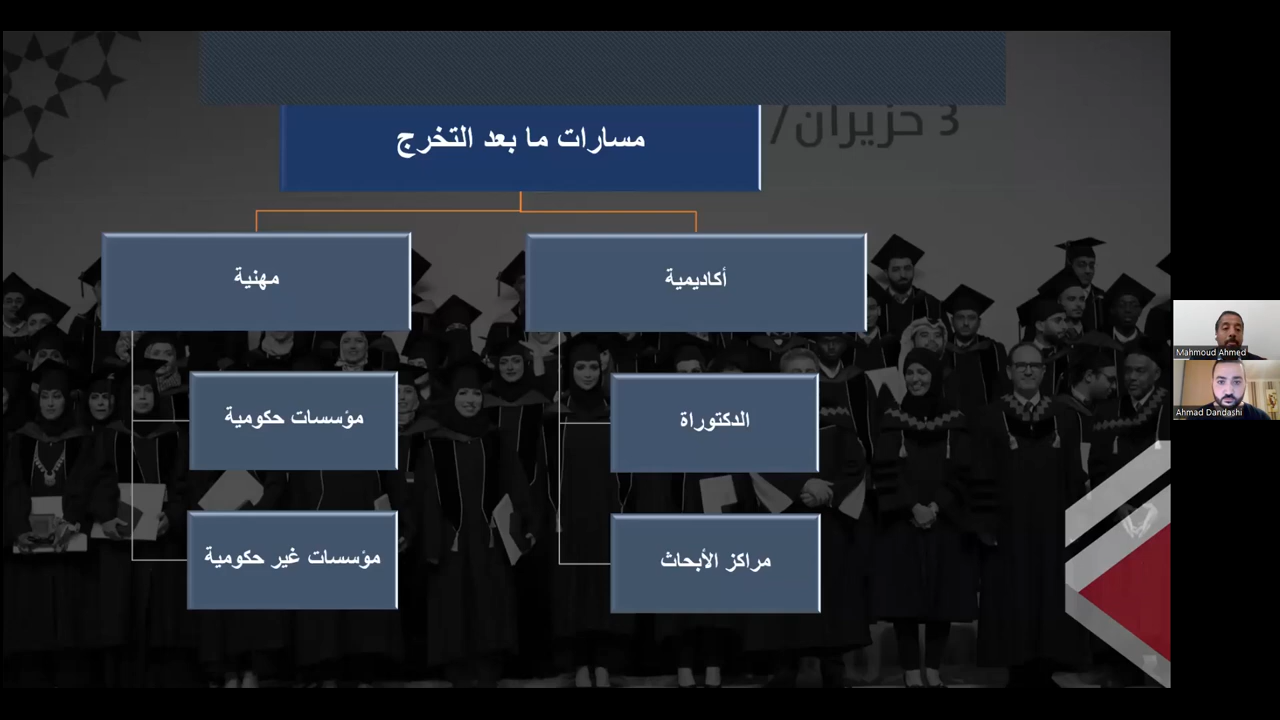 3 حزيران/
مسارات ما بعد التخرج
أكاديمية
مهنية
الدكتوراة
مؤسسات حكومية
مراكز الأبحاث
مؤسسات غير حكومية
Mahmoud Ahmed
Ahmad Dandashi